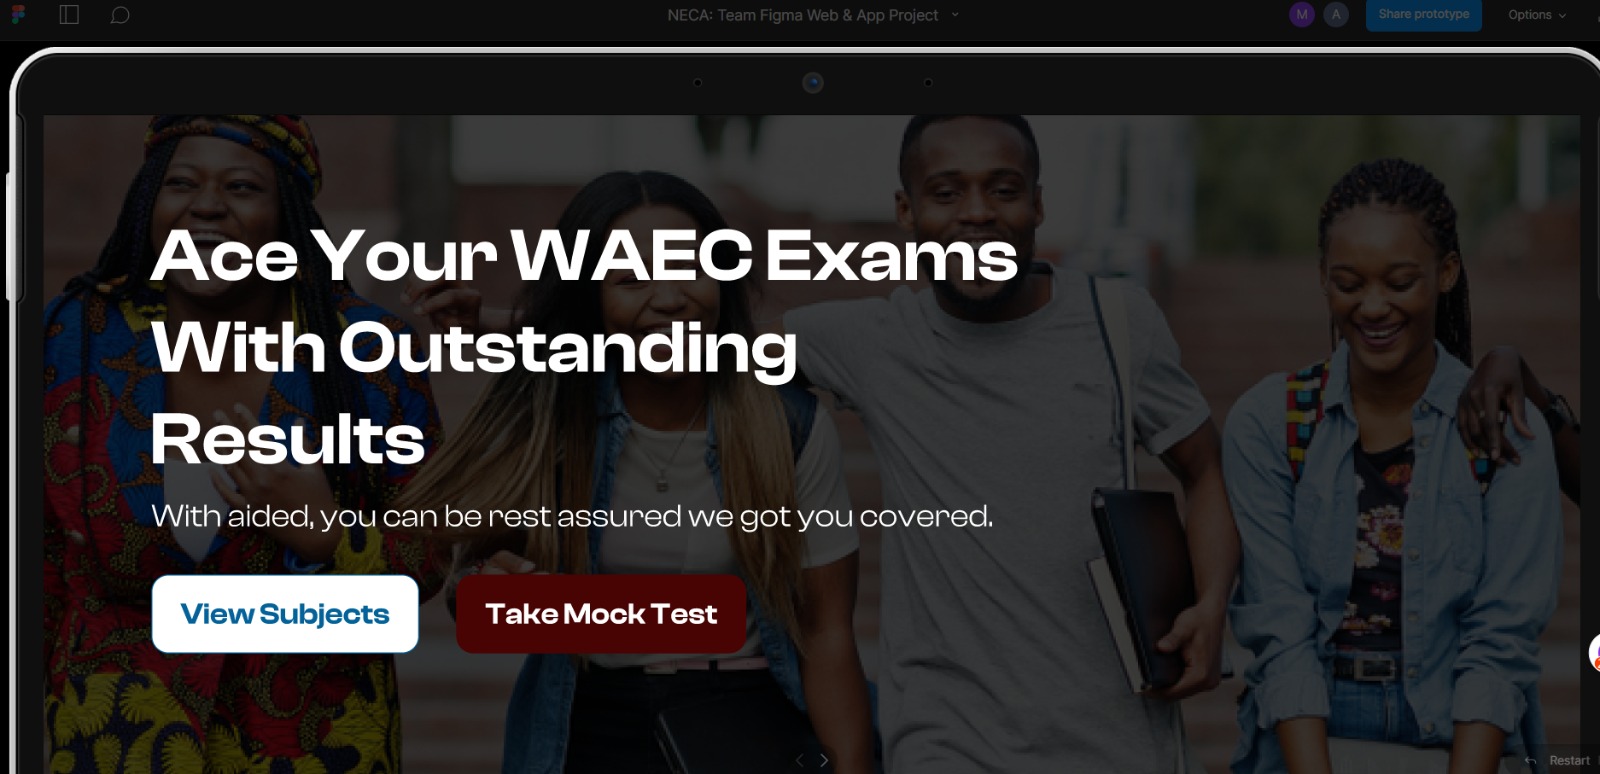 NECA: Team Figma Web & App Project
M
A
Share prototype
Options
Ace Your WAEC Exams
With Outstanding
Results
With aided, you can be rest assured we got you covered.
View Subjects
Take Mock Test
Restart